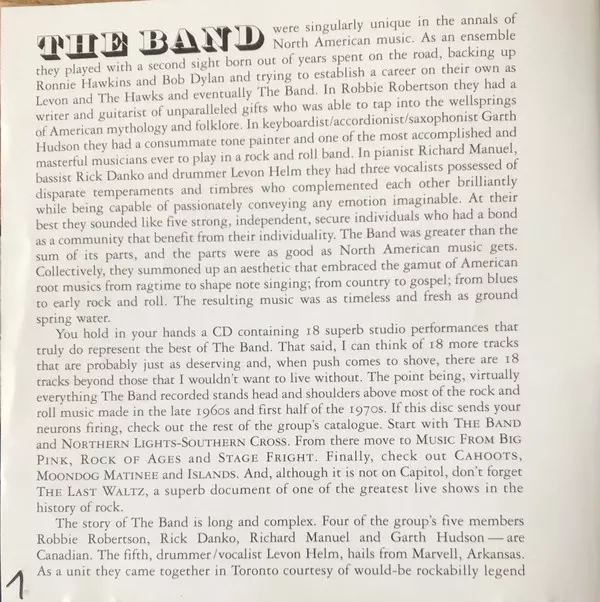 THE BAND were singularly unique in the annals of
North American music. As an ensemble
they played with a second sight born out of years spent on the road, backing up
Ronnie Hawkins and Bob Dylan and trying to establish a career on their own as
Levon and The Hawks and eventually The Band. In Robbie Robertson they had a
writer and guitarist of unparalleled gifts who was able to tap into the wellsprings
of American mythology and folklore. In keyboardist/accordionist/saxophonist Garth
Hudson they had a consummate tone painter and one of the most accomplished and
masterful musicians ever to play in a rock and roll band. In pianist Richard Manuel,
bassist Rick Danko and drummer Levon Helm they had three vocalists possessed of
disparate temperaments and timbres who complemented each other brilliantly
while being capable of passionately conveying any emotion imaginable. At their
best they sounded like five strong, independent, secure individuals who had a bond
as a community that benefit from their individuality. The Band was greater than the
sum of its parts, and the parts were as good as North American music gets.
Collectively, they summoned up an aesthetic that embraced the gamut of American
root musics from ragtime to shape note singing; from country to gospel; from blues
to early rock and roll. The resulting music was as timeless and fresh as ground
spring water.
You hold in your hands a CD containing 18 superb studio performances that
truly do represent the best of The Band. That said, I can think of 18 more tracks
that are probably just as deserving and, when push comes to shove, there are 18
tracks beyond those that I wouldn't want to live without. The point being, virtually
everything The Band recorded stands head and shoulders above most of the rock and
roll music made in the late 1960s and first half of the 1970s. If this disc sends your
neurons firing, check out the rest of the group's catalogue. Start with THE BAND
and NORTHERN LIGHTS-SOUTHERN CROSS. From there move to MUSIC FROM BIG
PINK, ROCK OF AGES and STAGE FRIGHT. Finally, check out CAHOOTS,
MOONDOG MATINEE and ISLANDS. And, although it is not on Capitol, don't forget
THE LAST WALTZ, a superb document of one of the greatest live shows in the
history of rock.
The story of The Band is long and complex. Four of the group's five members
Robbie Robertson, Rick Danko, Richard Manuel and Garth Hudson — are
Canadian. The fifth, drummer/vocalist Levon Helm, hails from Marvell, Arkansas.
As a unit they came together in Toronto courtesy of would-be rockabilly legend
1